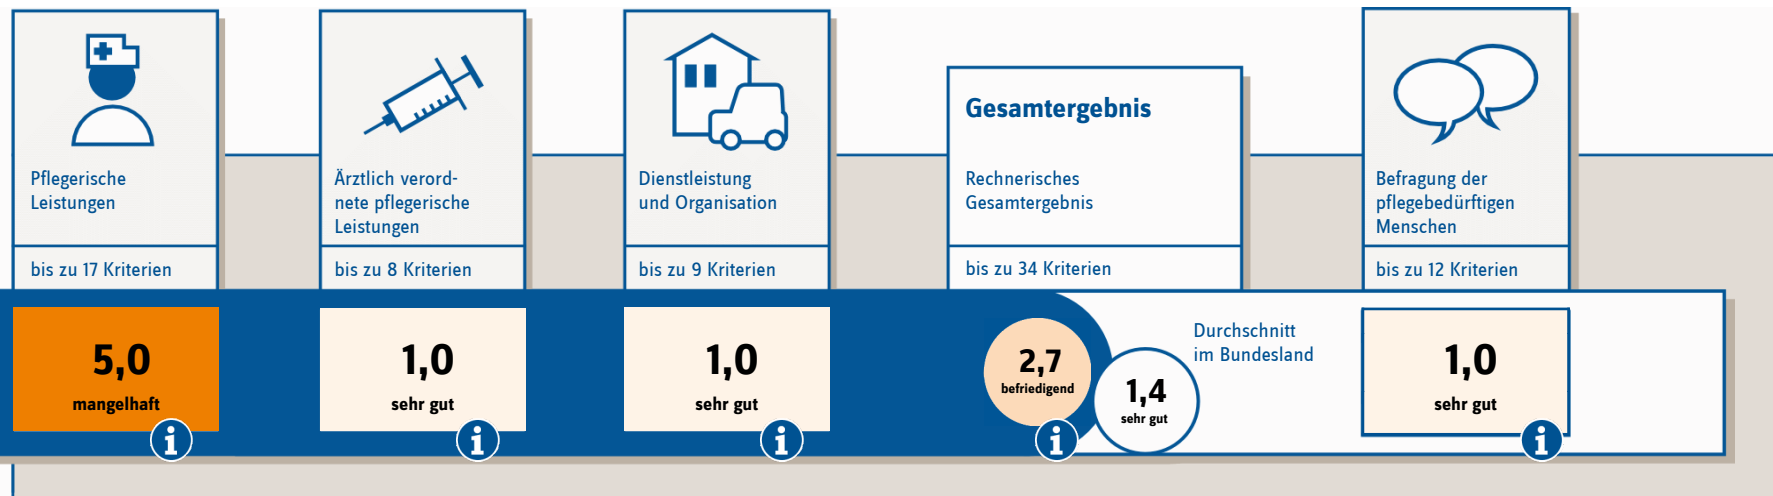 Pflegerische
Leistungen
bis zu 17 Kriterien
5,0
mangelhaft
i
Ärztlich verord-
nete pflegerische
Leistungen
bis zu 8 Kriterien
1,0
sehr gut
i
Dienstleistung
und Organisation
bis zu 9 Kriterien
1,0
sehr gut
i
Gesamtergebnis
Rechnerisches
Gesamtergebnis
bis zu 34 Kriterien
2,7
befriedigend
i
Durchschnitt
im Bundesland
1,4
sehr gut
Befragung der
pflegebedürftigen
Menschen
bis zu 12 Kriterien
1,0
sehr gut
i